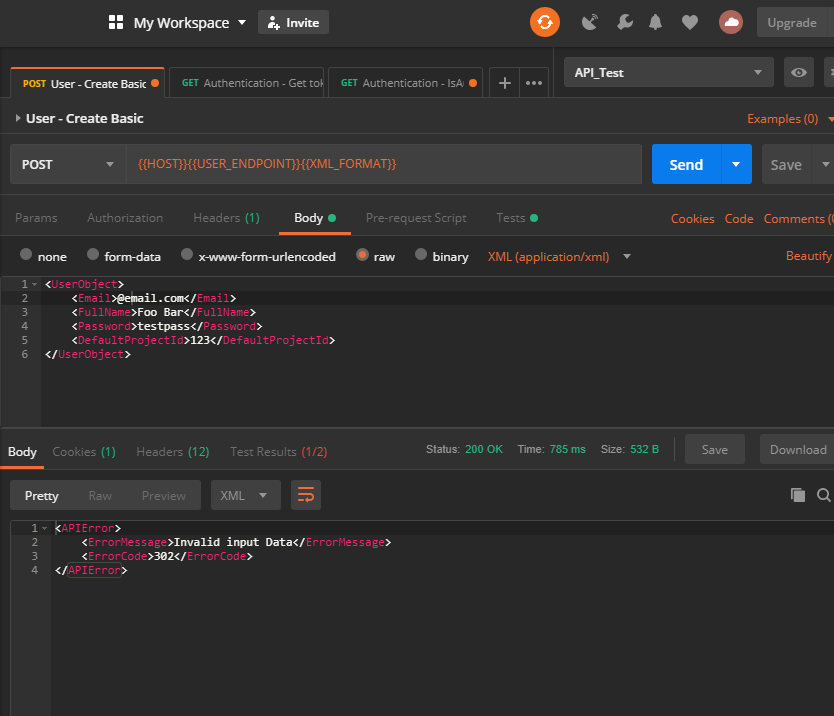 My Workspace Invite Upgrade
POST User - Create Basic GET Authentication - Get tok GET Authentication - IsA API_Test
User - Create Basic Examples (0)
POST {{HOST}}{{USER_ENDPOINT}}{{XML_FORMAT}} Send Save
Params Authorization Headers (1) Body Pre-request Script Tests Cookies Code Comments (0
none form-data x-www-form-urlencoded raw binary XML (application/xml) Beautify
1 <UserObject>
2 <Email>@email.com</Email>
3 <FullName>Foo Bar</FullName>
4 <Password>testpass</Password>
5 <DefaultProjectId>123</DefaultProjectId>
6 </UserObject>
Body Cookies (1) Headers (12) Test Results (1/2) Status: 200 OK Time: 785 ms Size: 532 B Save Download
Pretty Raw Preview XML
1 <APIError>
2 <ErrorMessage>Invalid input Data</ErrorMessage>
3 <ErrorCode>302</ErrorCode>
4 </APIError>